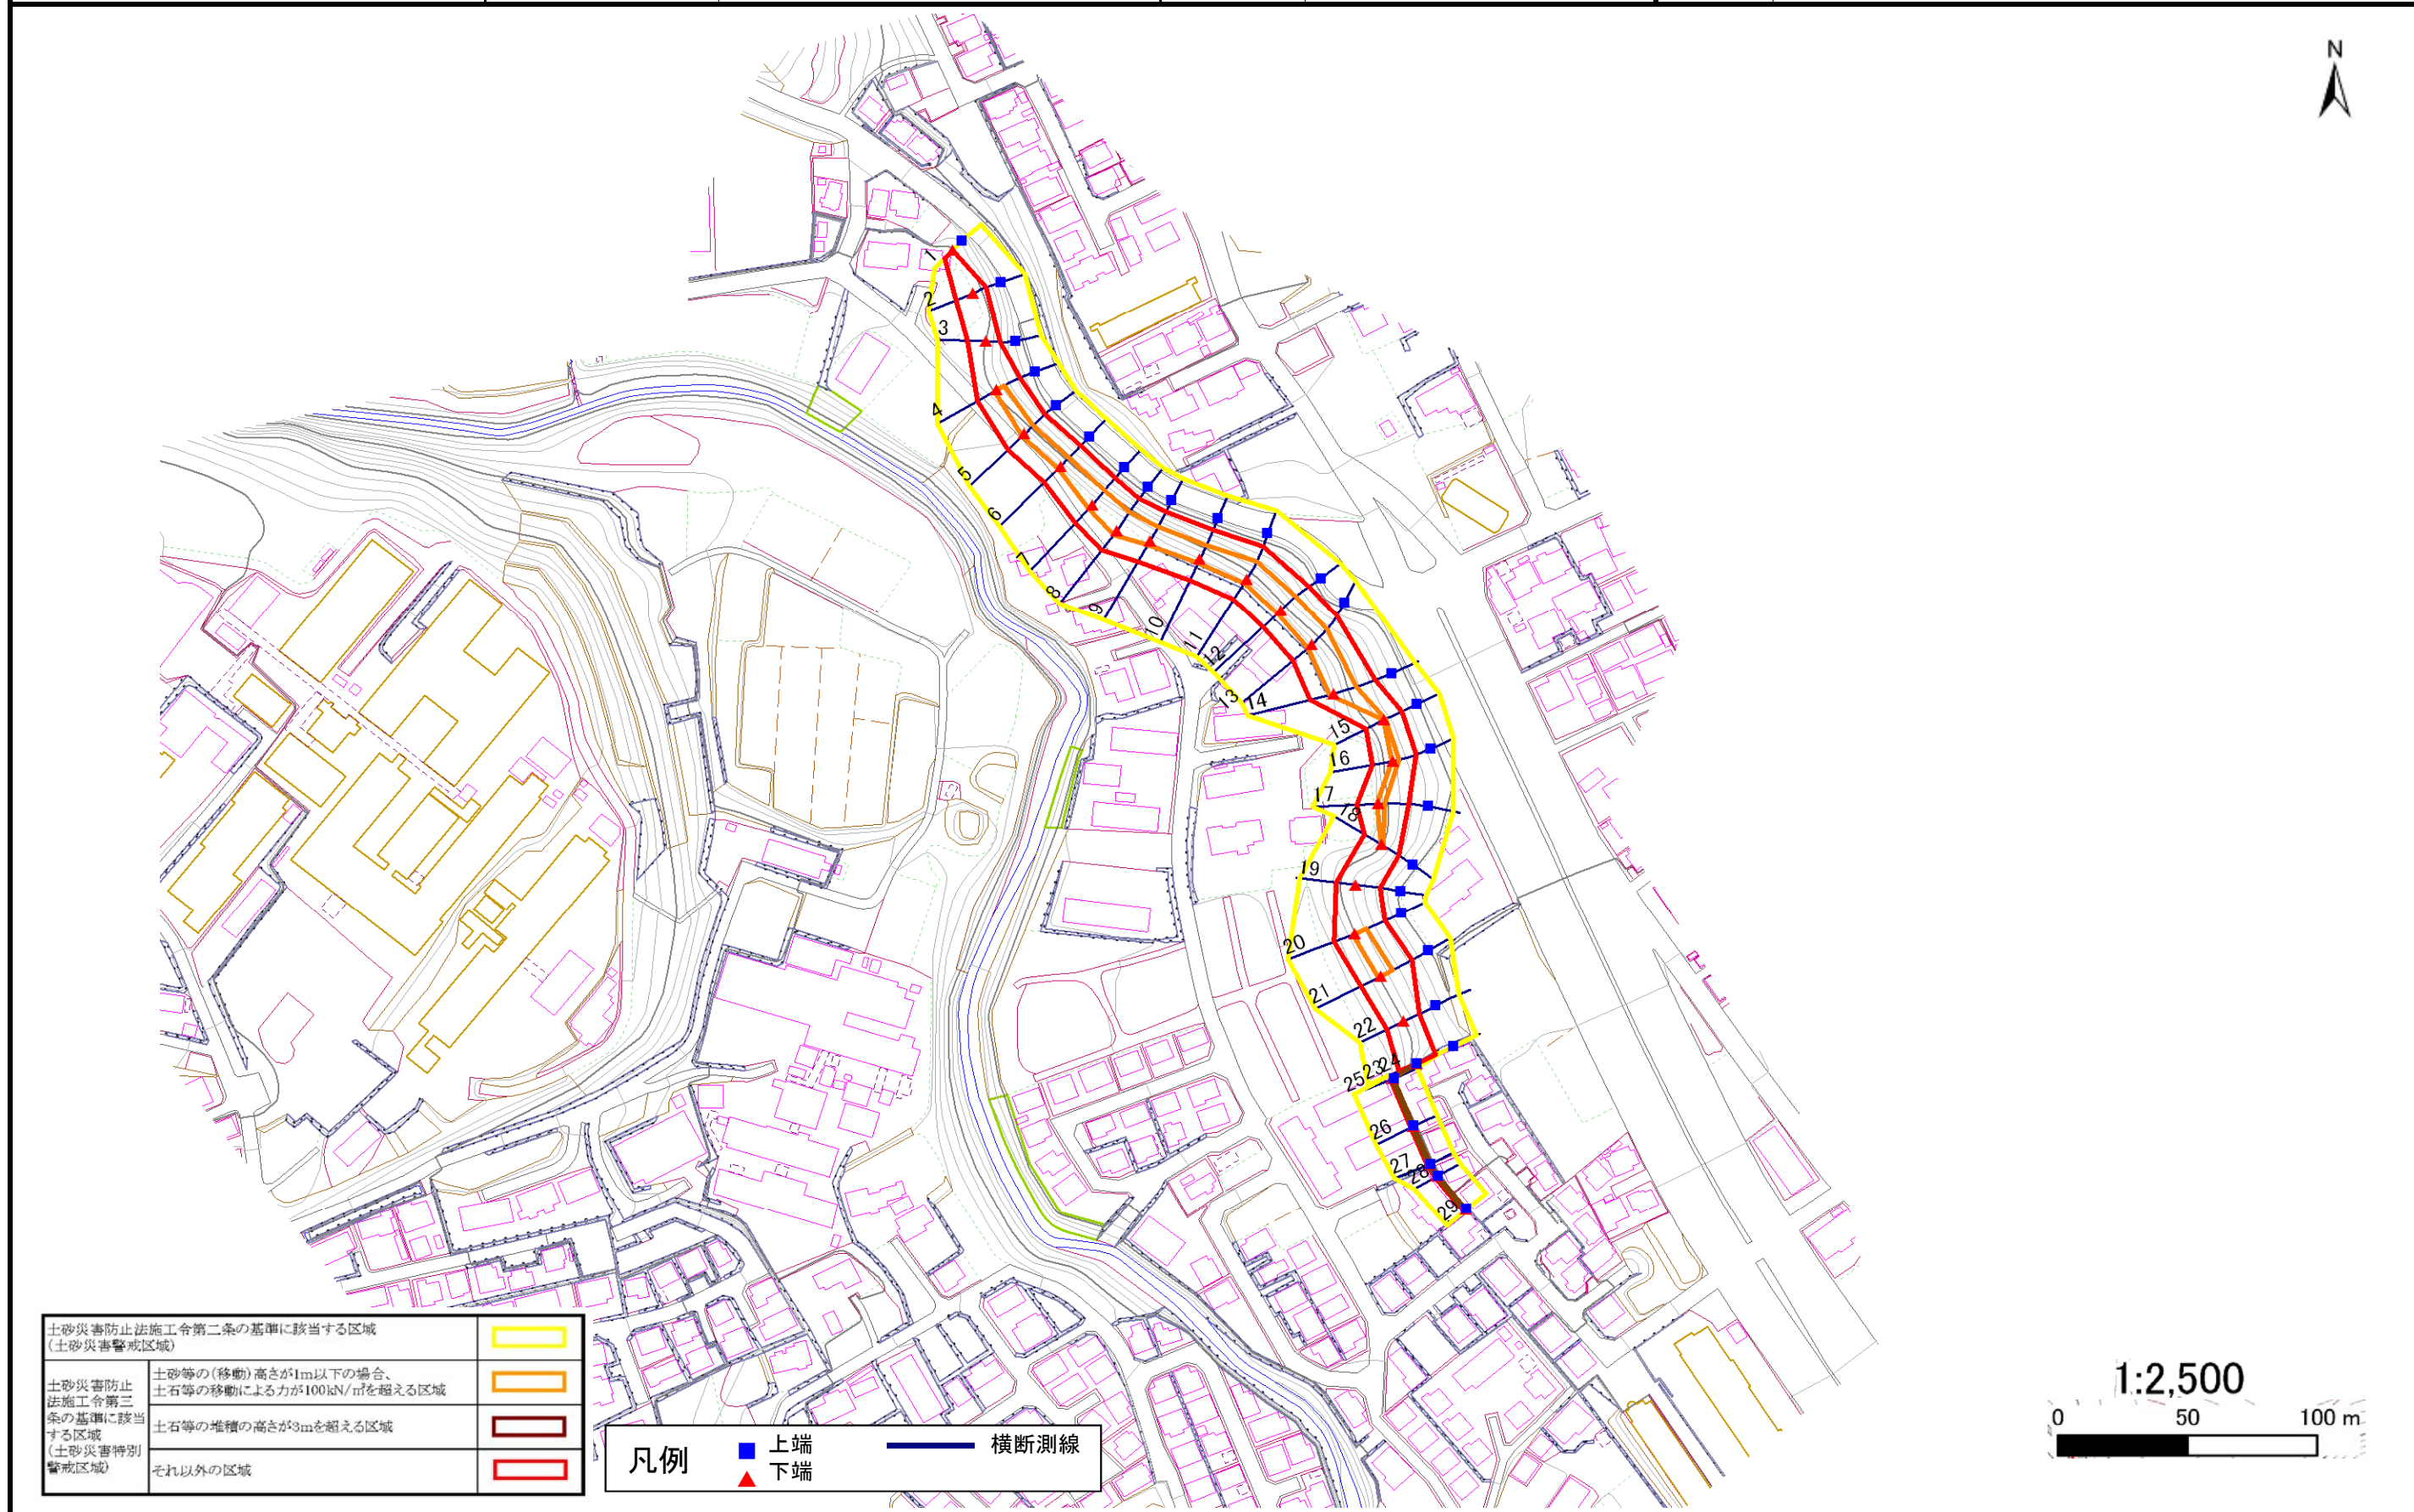 N
1
2
3
4
5
6
7
8
9
10
11
12
13
14
15
16
17
18
19
20
21
22
23
24
25
26
27
28
29
土砂災害防止法施工令第二条の基準に該当する区域
(土砂災害警戒区域)
土砂災害防止
法施工令第三
条の基準に該当
する区域
(土砂災害特別
警戒区域)
土砂等の(移動)高さが1m以下の場合、
土石等の移動による力が100kN/㎡を超える区域
土石等の堆積の高さが3mを超える区域
それ以外の区域
凡例
上端
下端
横断測線
1:2,500
0 50 100 m